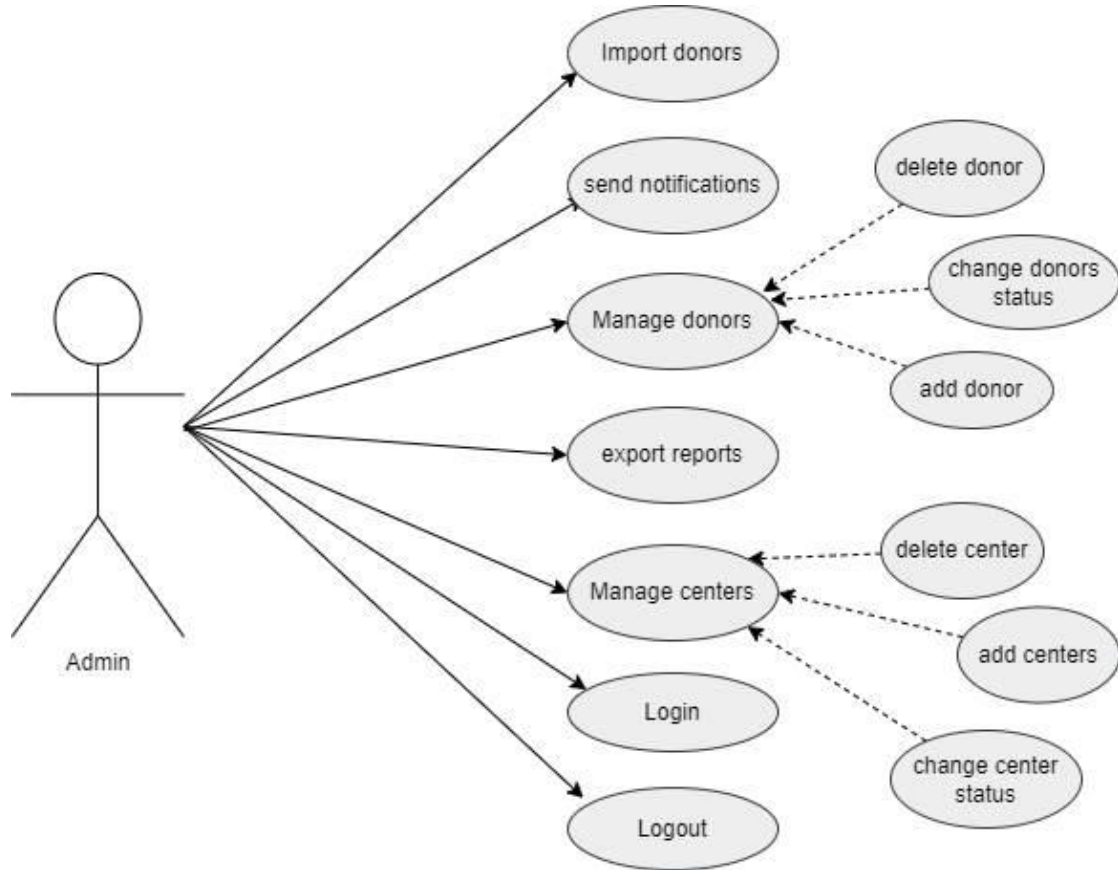 Import donors
send notifications
delete donor
change donors
status
Manage donors
add donor
export reports
delete center
Manage centers
add centers
Admin
Login
change center
status
Logout